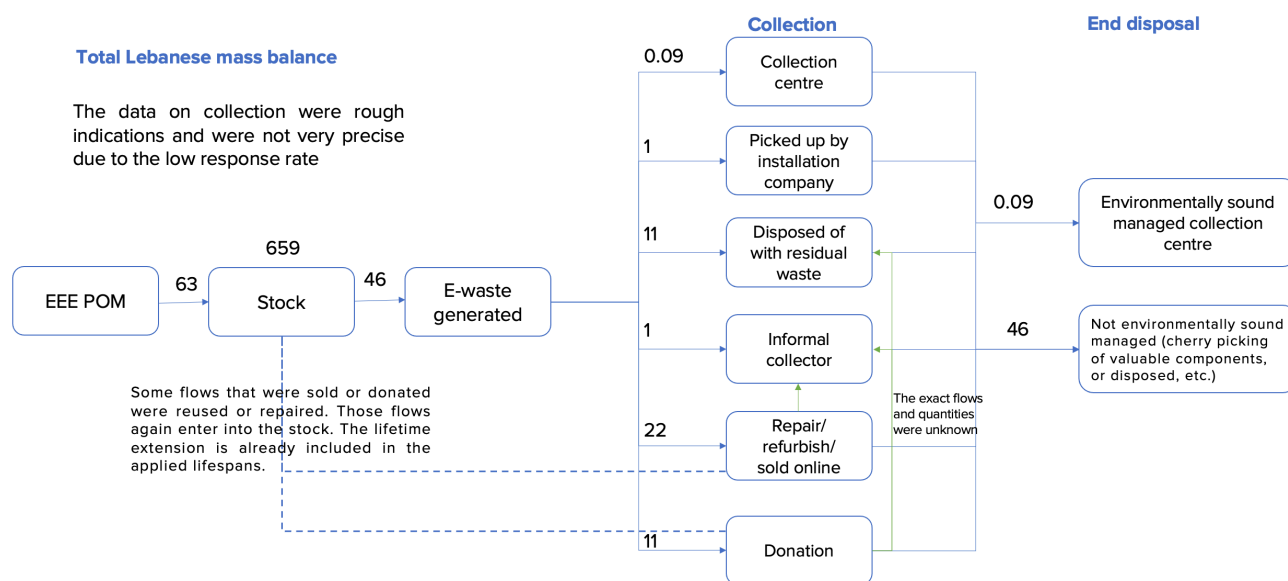 Collection
End disposal
Total Lebanese mass balance
The data on collection were rough
indications and were not very precise
due to the low response rate
0.09
Collection
centre
1
Picked up by
installation
company
0.09
Environmentally sound
managed collection
centre
11
Disposed of
with residual
waste
659
EEE POM
63
Stock
46
E-waste
generated
1
Informal
collector
46
Not environmentally sound
managed (cherry picking
of valuable components,
or disposed, etc.)
Some flows that were sold or donated
were reused or repaired. Those flows
again enter into the stock. The lifetime
extension is already included in the
applied lifespans.
The exact flows
and quantities
were unknown
22
Repair/
refurbish/
sold online
11
Donation